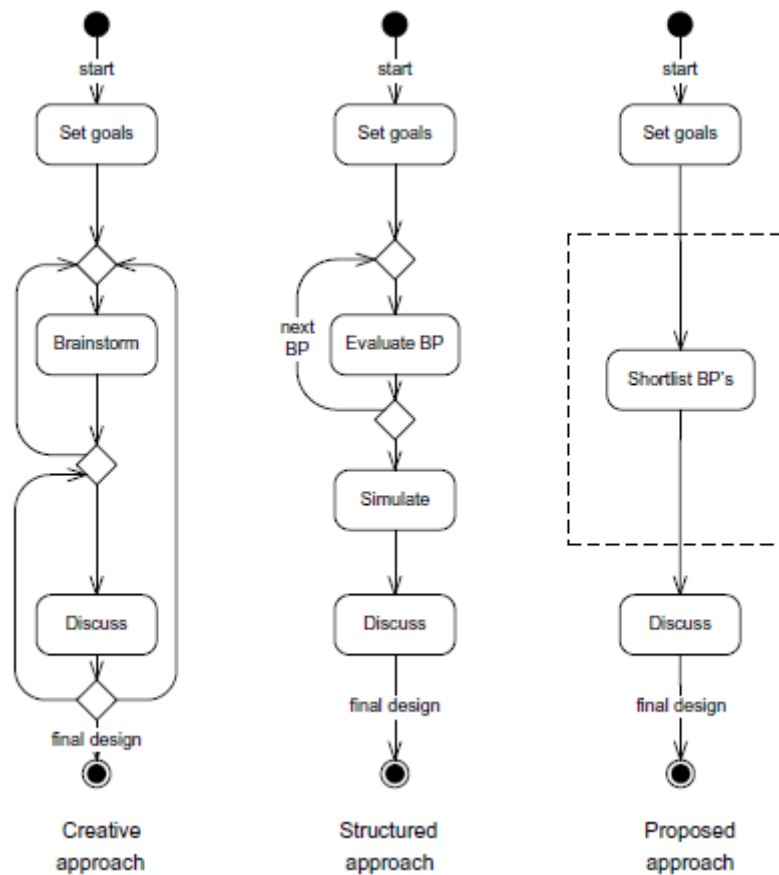 start
Set goals
Brainstorm
Discuss
final design
Creative
approach
start
Set goals
next
BP
Evaluate BP
Simulate
Discuss
final design
Structured
approach
start
Set goals
Shortlist BP's
Discuss
final design
Proposed
approach